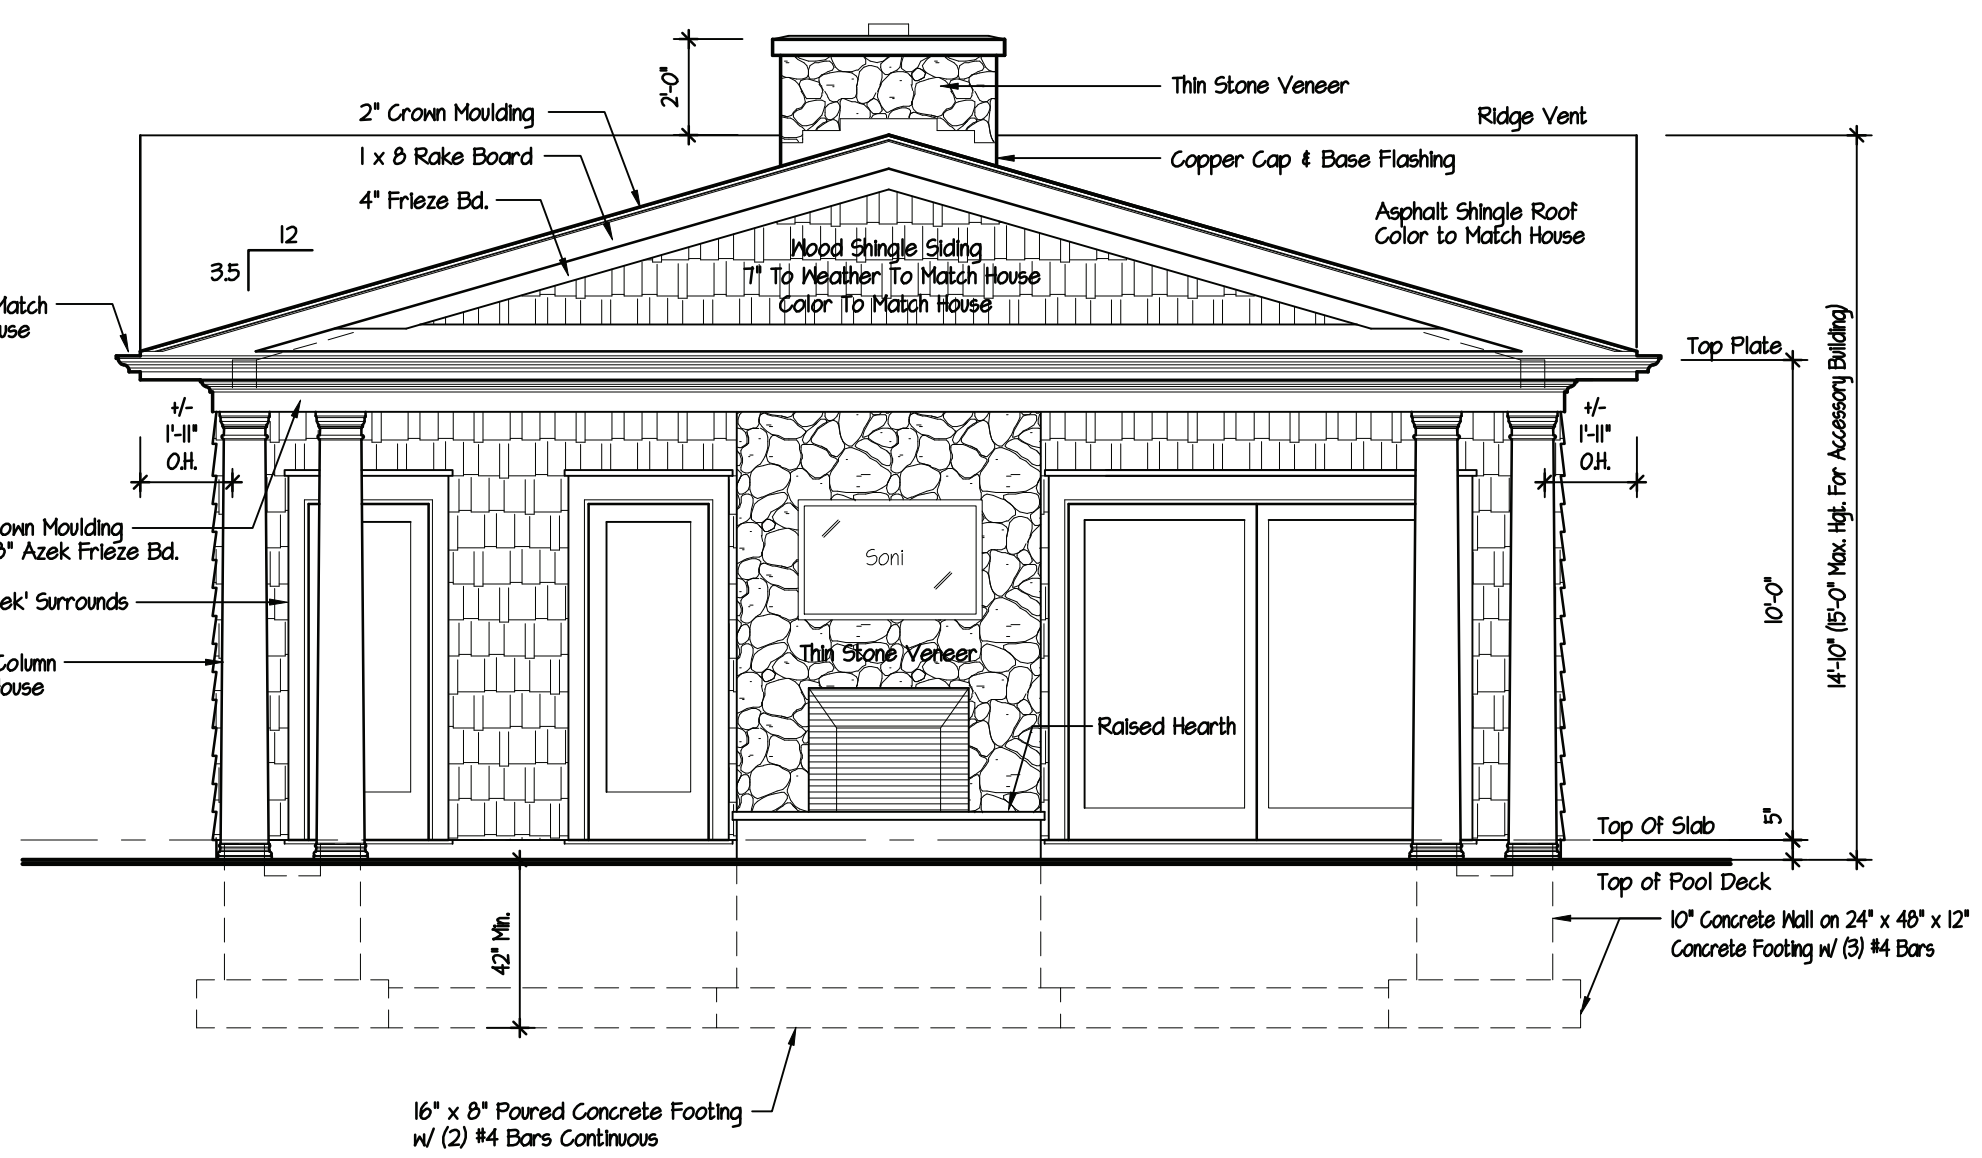 2'-0"
Thin Stone Veneer
2" Crown Moulding
Ridge Vent
1 x 8 Rake Board
Copper Cap & Base Flashing
4" Frieze Bd.
Asphalt Shingle Roof
Color to Match House
12
3.5
Wood Shingle Siding
7" To Weather To Match House
Color To Match House
Match
use
Top Plate
14'-10" (15'-0" Max. Hgt. For Accessory Building)
+/-
1'-11"
O.H.
+/-
1'-11"
O.H.
own Moulding
8" Azek Frieze Bd.
Soni
ek' Surrounds
10'-0"
Thin Stone Veneer
Column
ouse
Raised Hearth
5"
Top Of Slab
Top of Pool Deck
42" Min.
10" Concrete Wall on 24" x 48" x 12"
Concrete Footing w/ (3) #4 Bars
16" x 8" Poured Concrete Footing
w/ (2) #4 Bars Continuous